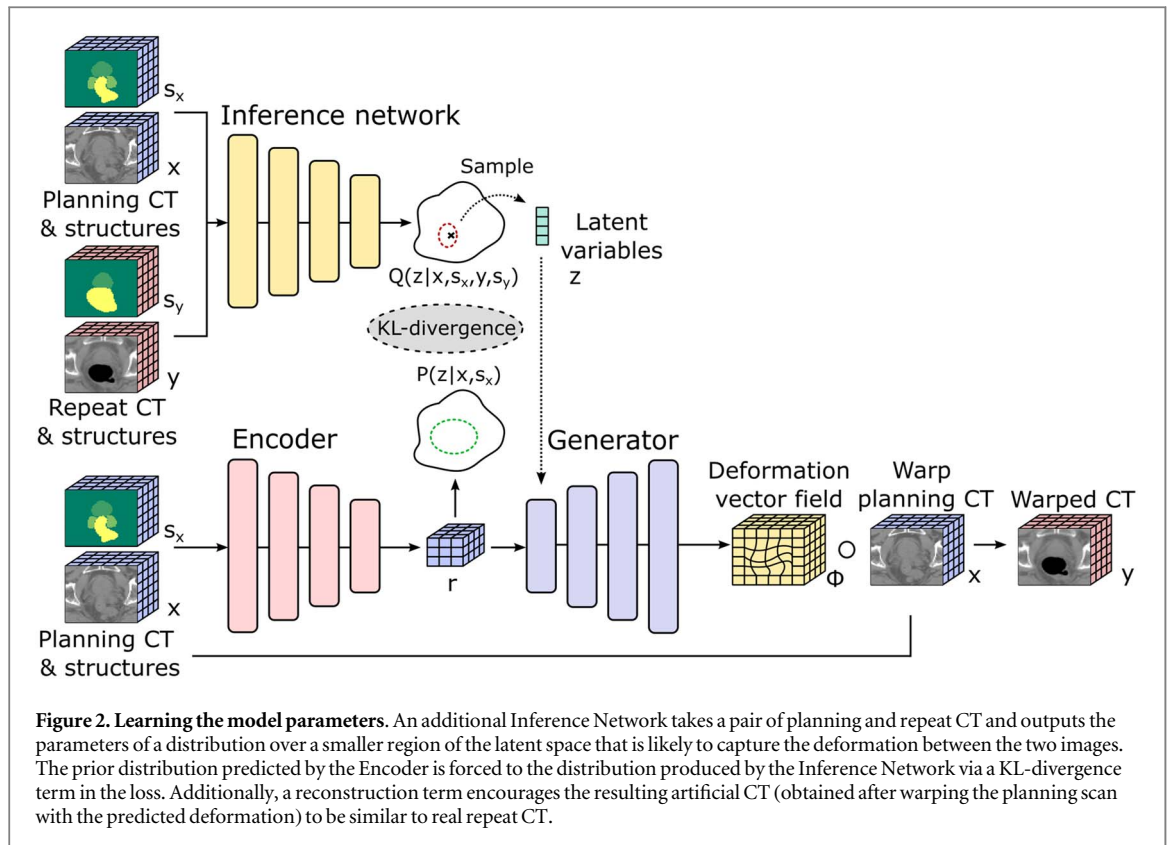 s_x
x
Planning CT
& structures
s_y
y
Repeat CT
& structures
Inference network
Sample
Latent
variables
z
Q(z|x,s_x,y,s_y)
KL-divergence
P(z|x,s_x)
s_x
x
Planning CT
& structures
Encoder
r
Generator
Deformation
vector field
Φ
Warp
planning CT
x
Warped CT
y
Figure 2. Learning the model parameters. An additional Inference Network takes a pair of planning and repeat CT and outputs the
parameters of a distribution over a smaller region of the latent space that is likely to capture the deformation between the two images.
The prior distribution predicted by the Encoder is forced to the distribution produced by the Inference Network via a KL-divergence
term in the loss. Additionally, a reconstruction term encourages the resulting artificial CT (obtained after warping the planning scan
with the predicted deformation) to be similar to real repeat CT.